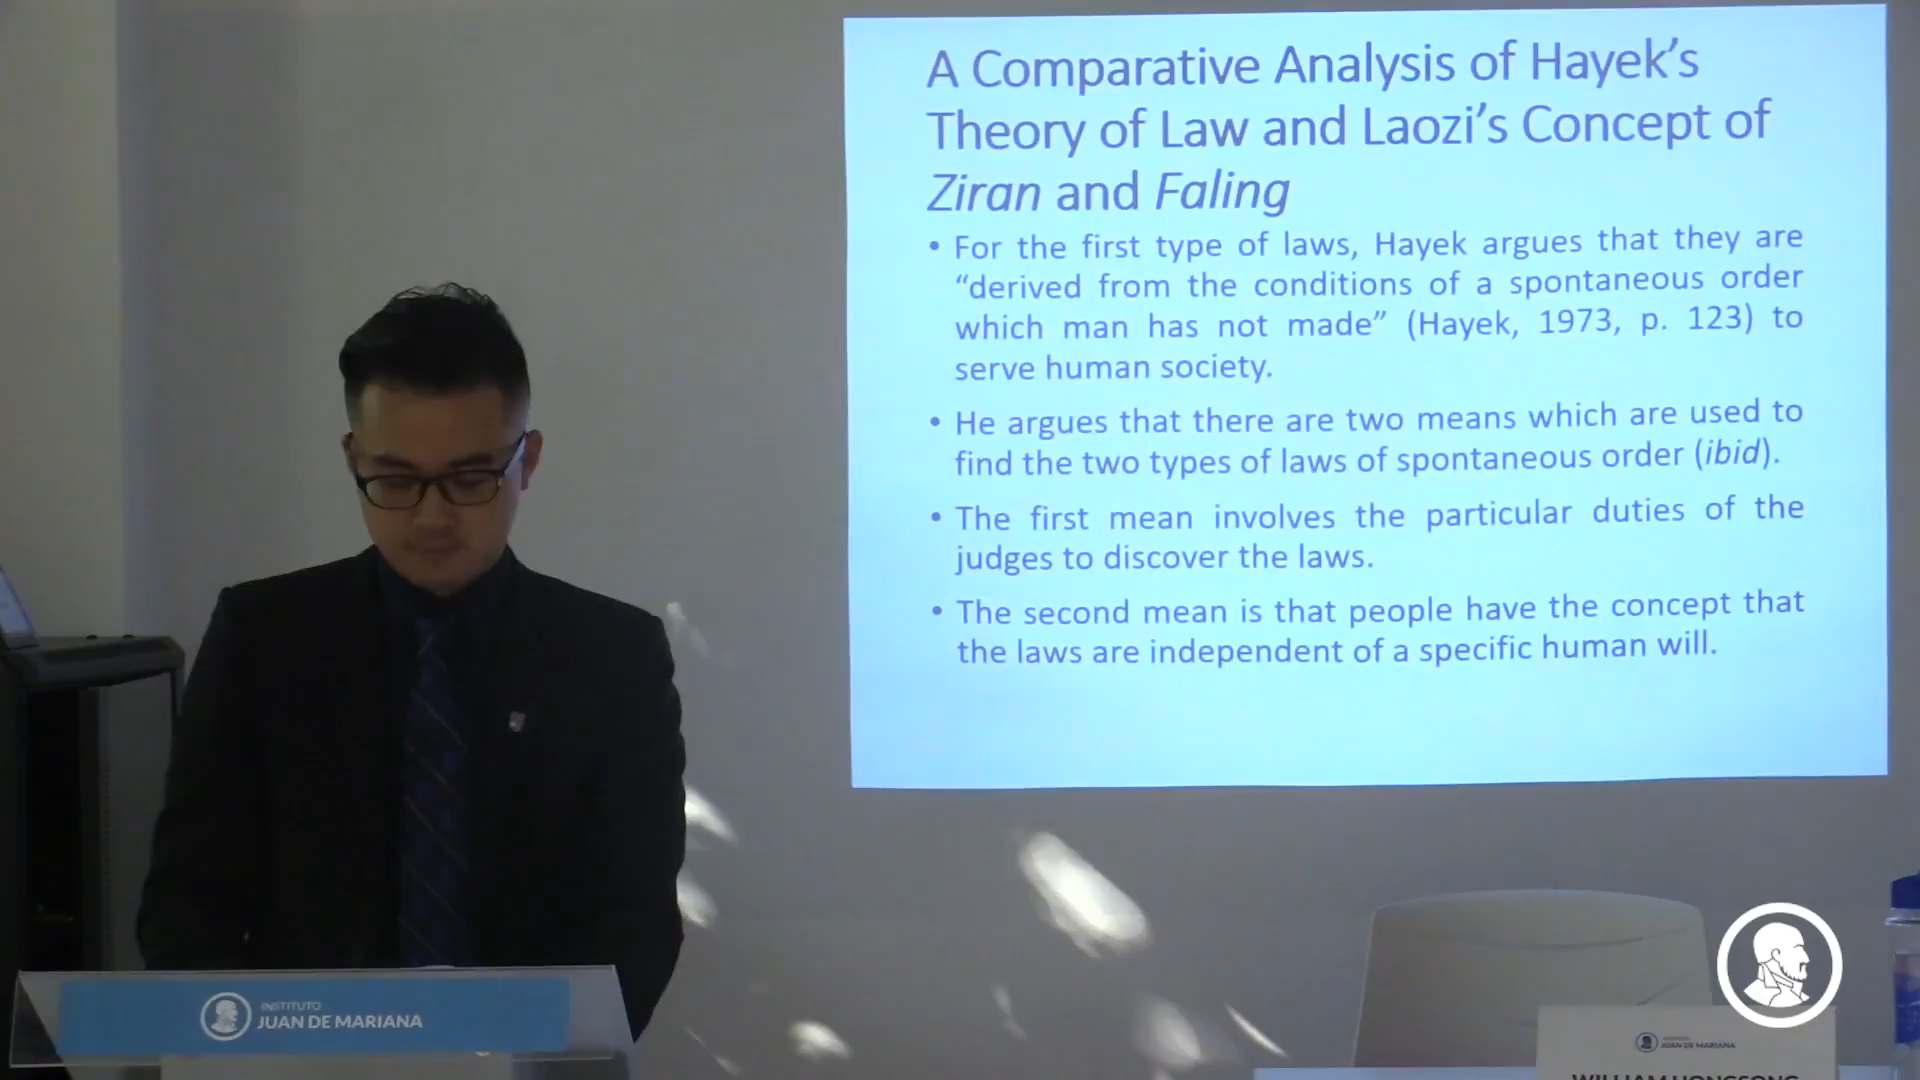 A Comparative Analysis of Hayek's
Theory of Law and Laozi's Concept of
Ziran and Faling
• For the first type of laws, Hayek argues that they are
“derived from the conditions of a spontaneous order
which man has not made” (Hayek, 1973, p. 123) to
serve human society.
• He argues that there are two means which are used to
find the two types of laws of spontaneous order (ibid).
• The first mean involves the particular duties of the
judges to discover the laws.
• The second mean is that people have the concept that
the laws are independent of a specific human will.
INSTITUTO
JUAN DE MARIANA
JUAN DE MARIANA
WILLIAM HONGSONG